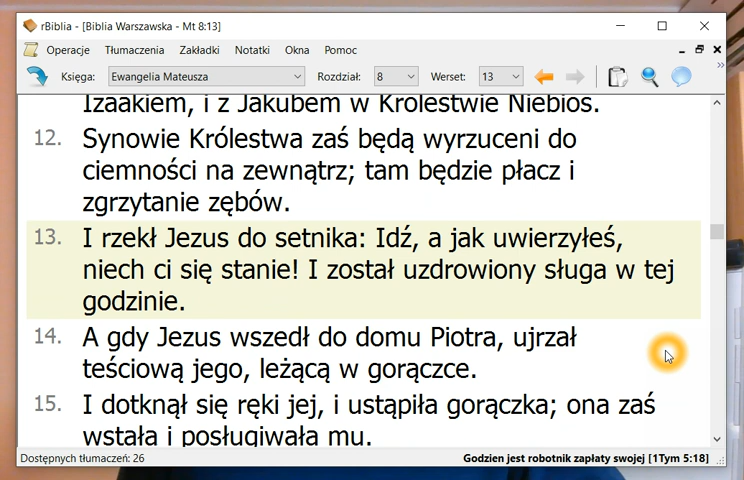 rBiblia - [Biblia Warszawska - Mt 8:13]
Operacje Tłumaczenia Zakładki Notatki Okna Pomoc
Księga: Ewangelia Mateusza Rozdział: 8 Werset: 13
Izaakiem, i z Jakubem w Królestwie Niebios.
12. Synowie Królestwa zaś będą wyrzuceni do
ciemności na zewnątrz; tam będzie płacz i
zgrzytanie zębów.
13. I rzekł Jezus do setnika: Idź, a jak uwierzyłeś,
niech ci się stanie! I został uzdrowiony sługa w tej
godzinie.
14. A gdy Jezus wszedł do domu Piotra, ujrzał
teściową jego, leżącą w gorączce.
15. I dotknął się ręki jej, i ustąpiła gorączka; ona zaś
wstała i posługiwała mu.
Dostępnych tłumaczeń: 26 Godzien jest robotnik zapłaty swojej [1Tym 5:18]